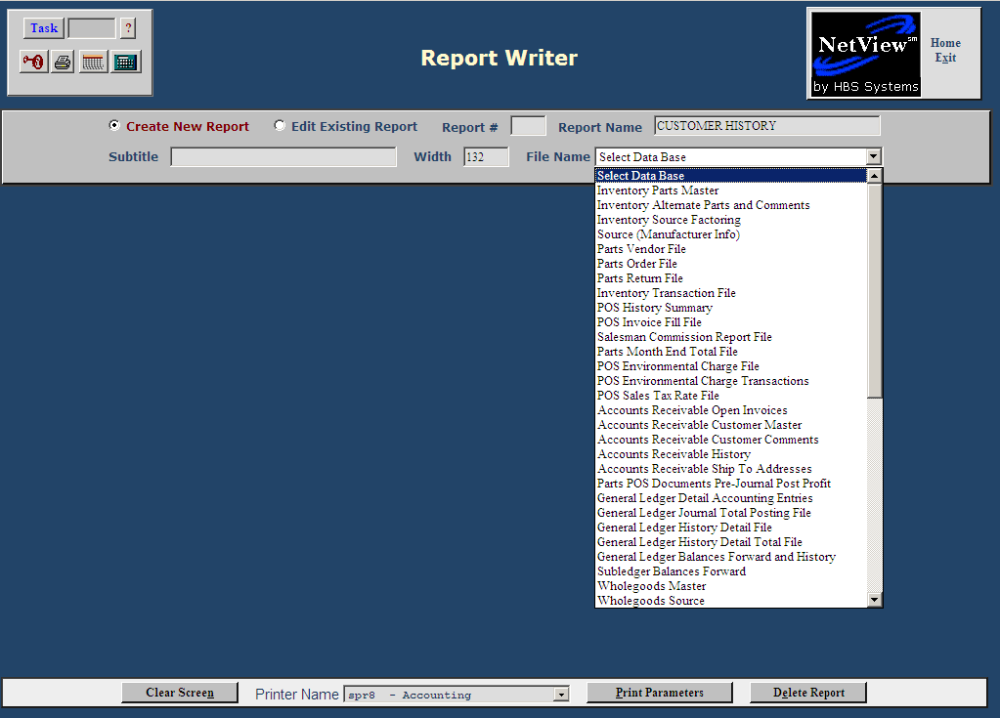 Task ?
Report Writer
NetView℠
by HBS Systems
Home
Exit
Create New Report Edit Existing Report Report # Report Name CUSTOMER HISTORY
Subtitle Width 132 File Name Select Data Base
Select Data Base
Inventory Parts Master
Inventory Alternate Parts and Comments
Inventory Source Factoring
Source (Manufacturer Info)
Parts Vendor File
Parts Order File
Parts Return File
Inventory Transaction File
POS History Summary
POS Invoice Fill File
Salesman Commission Report File
Parts Month End Total File
POS Environmental Charge File
POS Environmental Charge Transactions
POS Sales Tax Rate File
Accounts Receivable Open Invoices
Accounts Receivable Customer Master
Accounts Receivable Customer Comments
Accounts Receivable History
Accounts Receivable Ship To Addresses
Parts POS Documents Pre-Journal Post Profit
General Ledger Detail Accounting Entries
General Ledger Journal Total Posting File
General Ledger History Detail File
General Ledger History Detail Total File
General Ledger Balances Forward and History
Subledger Balances Forward
Wholegoods Master
Wholegoods Source
Clear Screen Printer Name spr8 - Accounting Print Parameters Delete Report